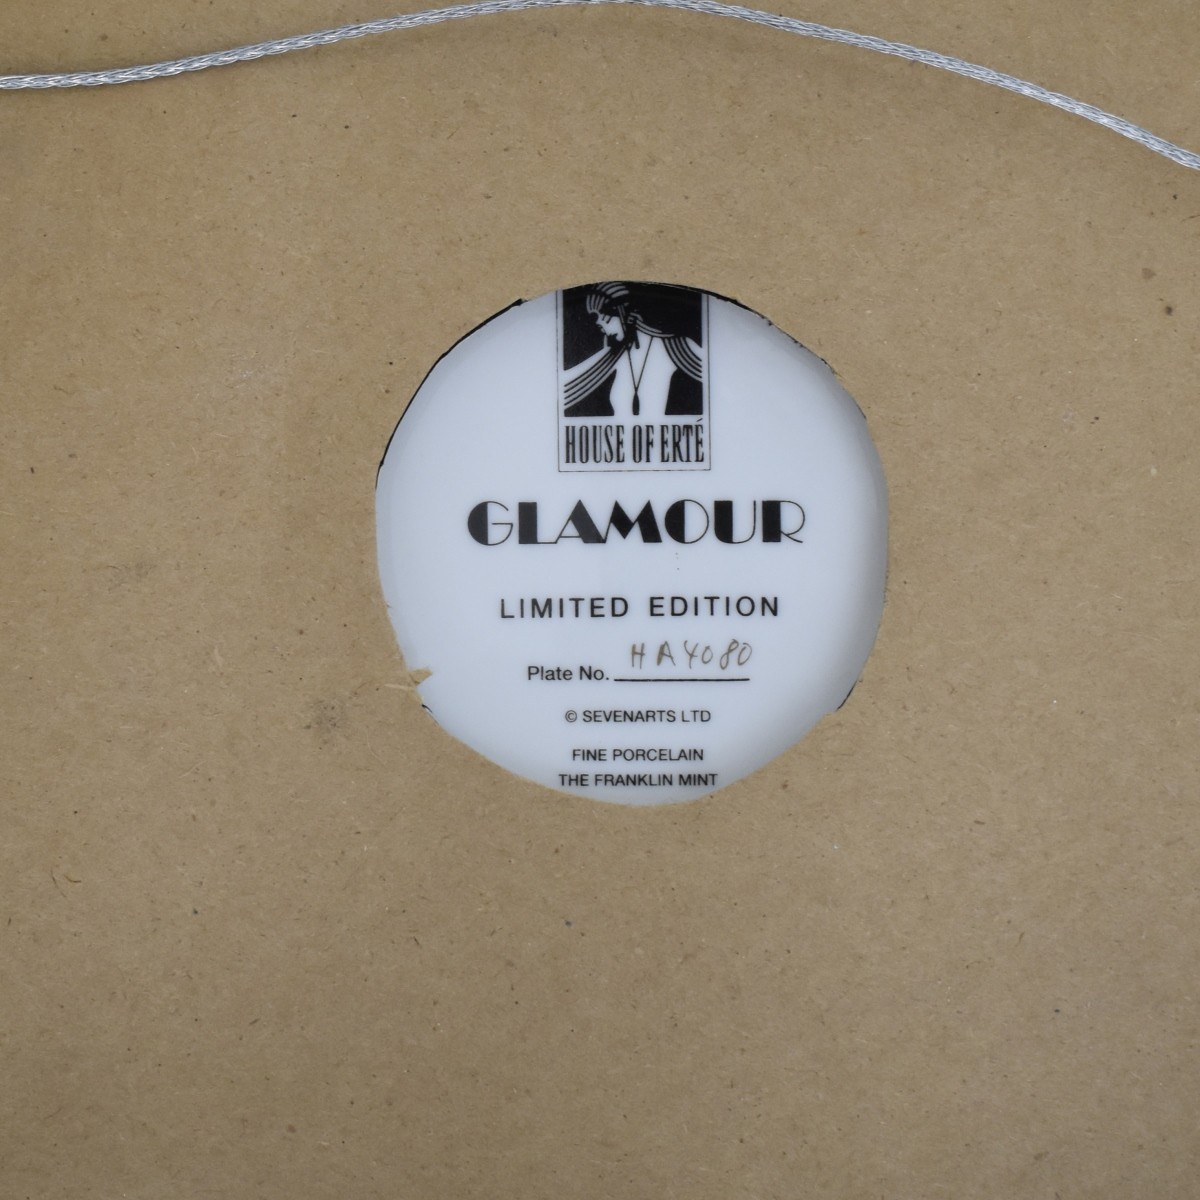 HOUSE OF ERTÉ
GLAMOUR
LIMITED EDITION
Plate No. HA4080
© SEVENARTS LTD
FINE PORCELAIN
THE FRANKLIN MINT